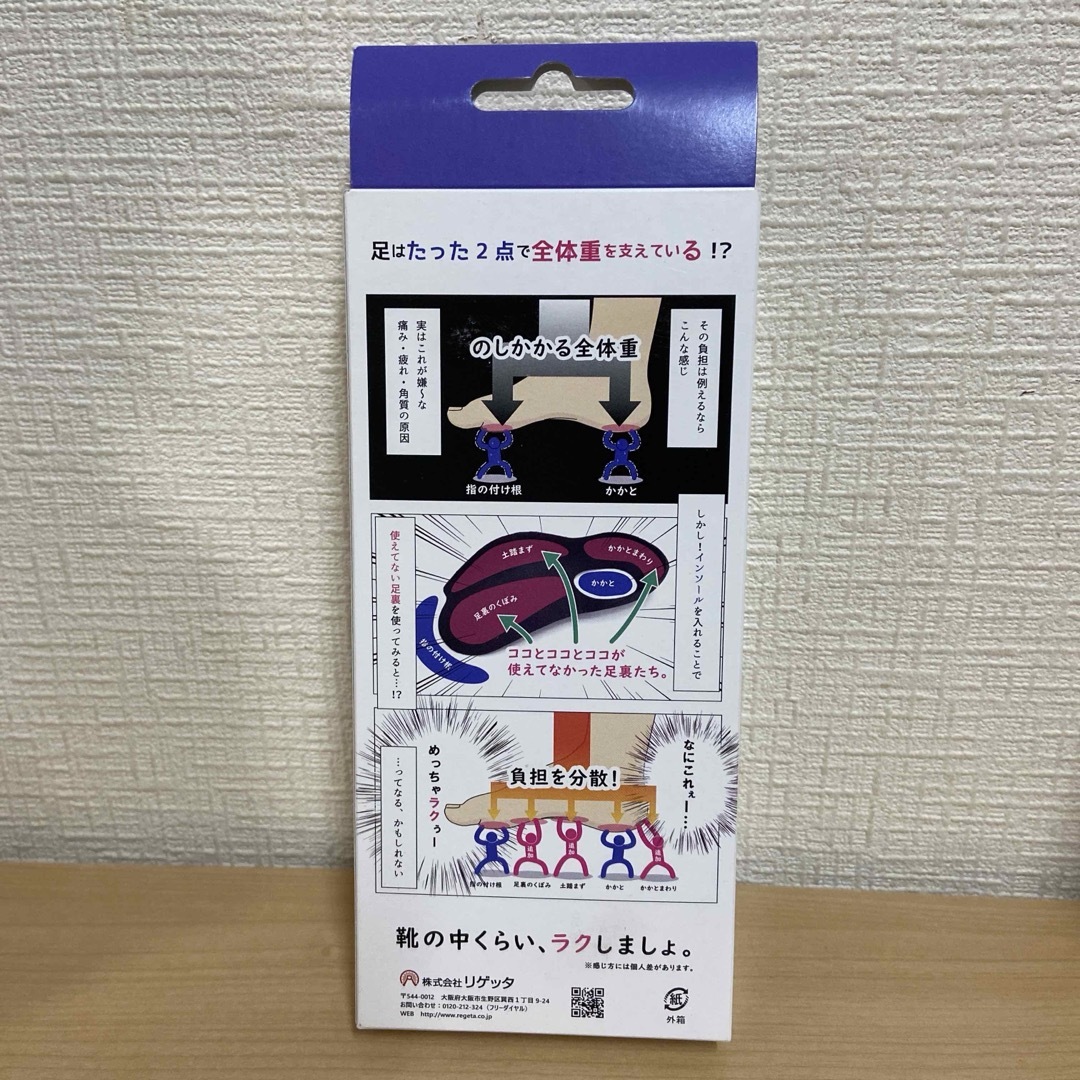 足はたった2点で全体重を支えている!?
その負担は例えるなら
こんな感じ
のしかかる全体重
実はこれが嫌〜な
痛み・疲れ・角質の原因
指の付け根
かかと
しかし!インソールを入れることで
土踏まず
かかとまわり
かかと
足裏のくぼみ
指の付け根
ココとココとココが
使えてなかった足裏たち。
使えてない足裏を使ってみると…!?
なにこれぇー…
負担を分散!
めっちゃラクぅー
…ってなる、かもしれない
追加
追加
追加
指の付け根
足裏のくぼみ
土踏まず
かかと
かかとまわり
靴の中くらい、ラクしましょ。
※感じ方には個人差があります。
株式会社リゲッタ
〒544-0012 大阪府大阪市生野区巽西1丁目9-24
お問い合わせ:0120-212-324(フリーダイヤル)
WEB http://www.regeta.co.jp
紙
外箱